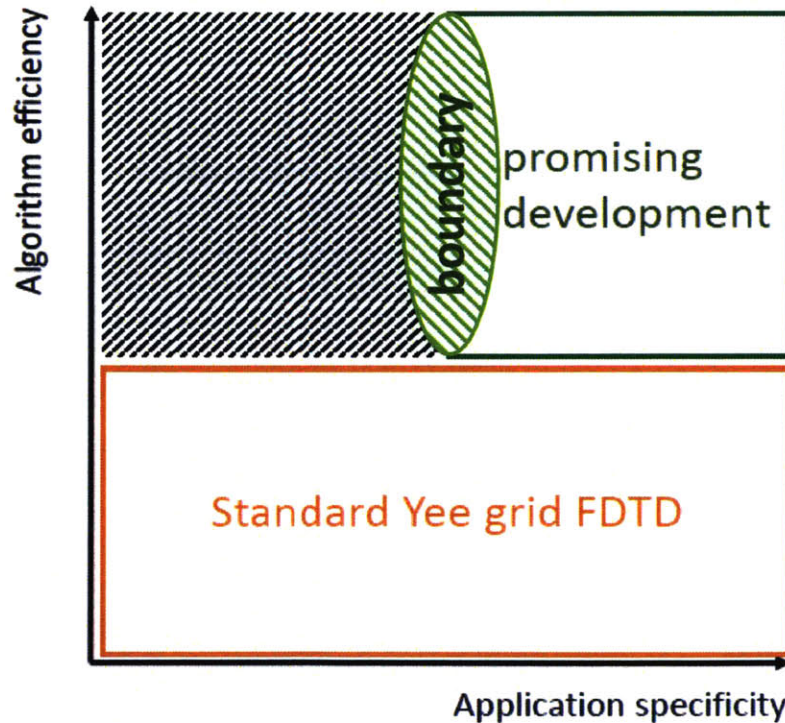 Algorithm efficiency
boundary
promising
development
Standard Yee grid FDTD
Application specificity